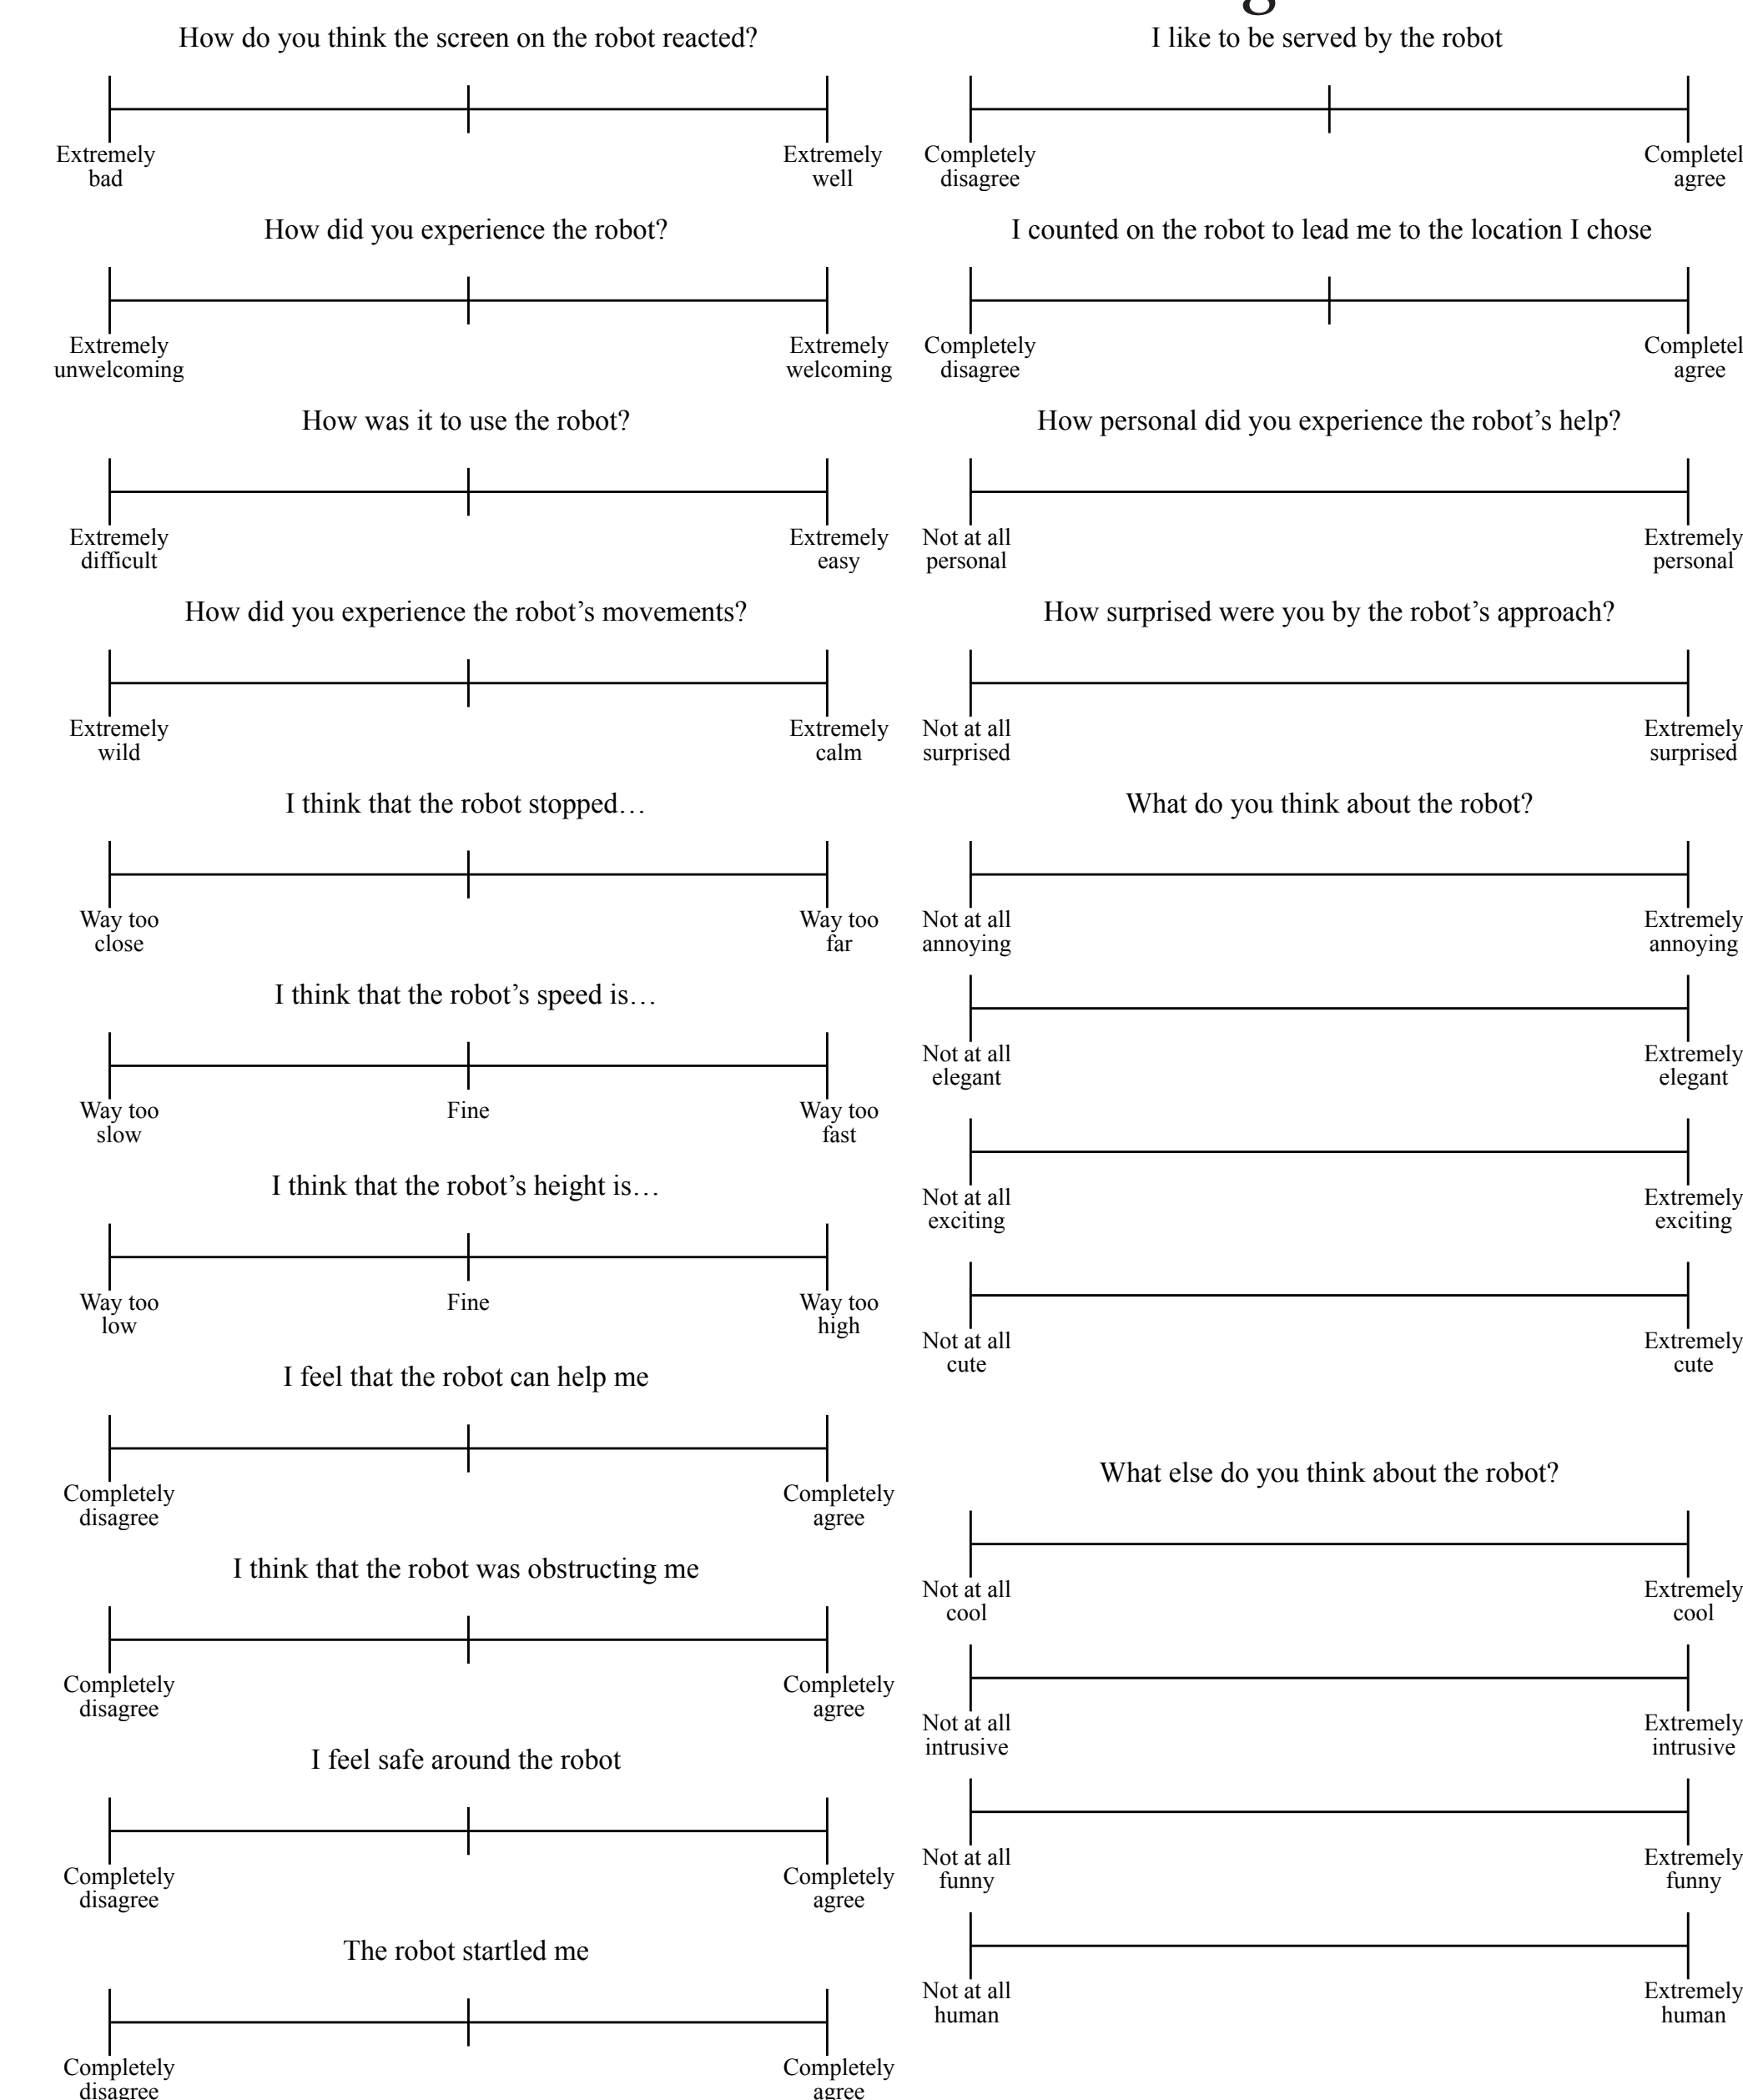 How do you think the screen on the robot reacted?
Extremely
bad
Extremely
well
How did you experience the robot?
Extremely
unwelcoming
Extremely
welcoming
How was it to use the robot?
Extremely
difficult
Extremely
easy
How did you experience the robot’s movements?
Extremely
wild
Extremely
calm
I think that the robot stopped…
Way too
close
Way too
far
I think that the robot’s speed is…
Way too
slow
Fine
Way too
fast
I think that the robot’s height is…
Way too
low
Fine
Way too
high
I feel that the robot can help me
Completely
disagree
Completely
agree
I think that the robot was obstructing me
Completely
disagree
Completely
agree
I feel safe around the robot
Completely
disagree
Completely
agree
The robot startled me
Completely
disagree
Completely
agree
I like to be served by the robot
Completely
disagree
Completel
agree
I counted on the robot to lead me to the location I chose
Completely
disagree
Completel
agree
How personal did you experience the robot’s help?
Not at all
personal
Extremely
personal
How surprised were you by the robot’s approach?
Not at all
surprised
Extremely
surprised
What do you think about the robot?
Not at all
annoying
Extremely
annoying
Not at all
elegant
Extremely
elegant
Not at all
exciting
Extremely
exciting
Not at all
cute
Extremely
cute
What else do you think about the robot?
Not at all
cool
Extremely
cool
Not at all
intrusive
Extremely
intrusive
Not at all
funny
Extremely
funny
Not at all
human
Extremely
human